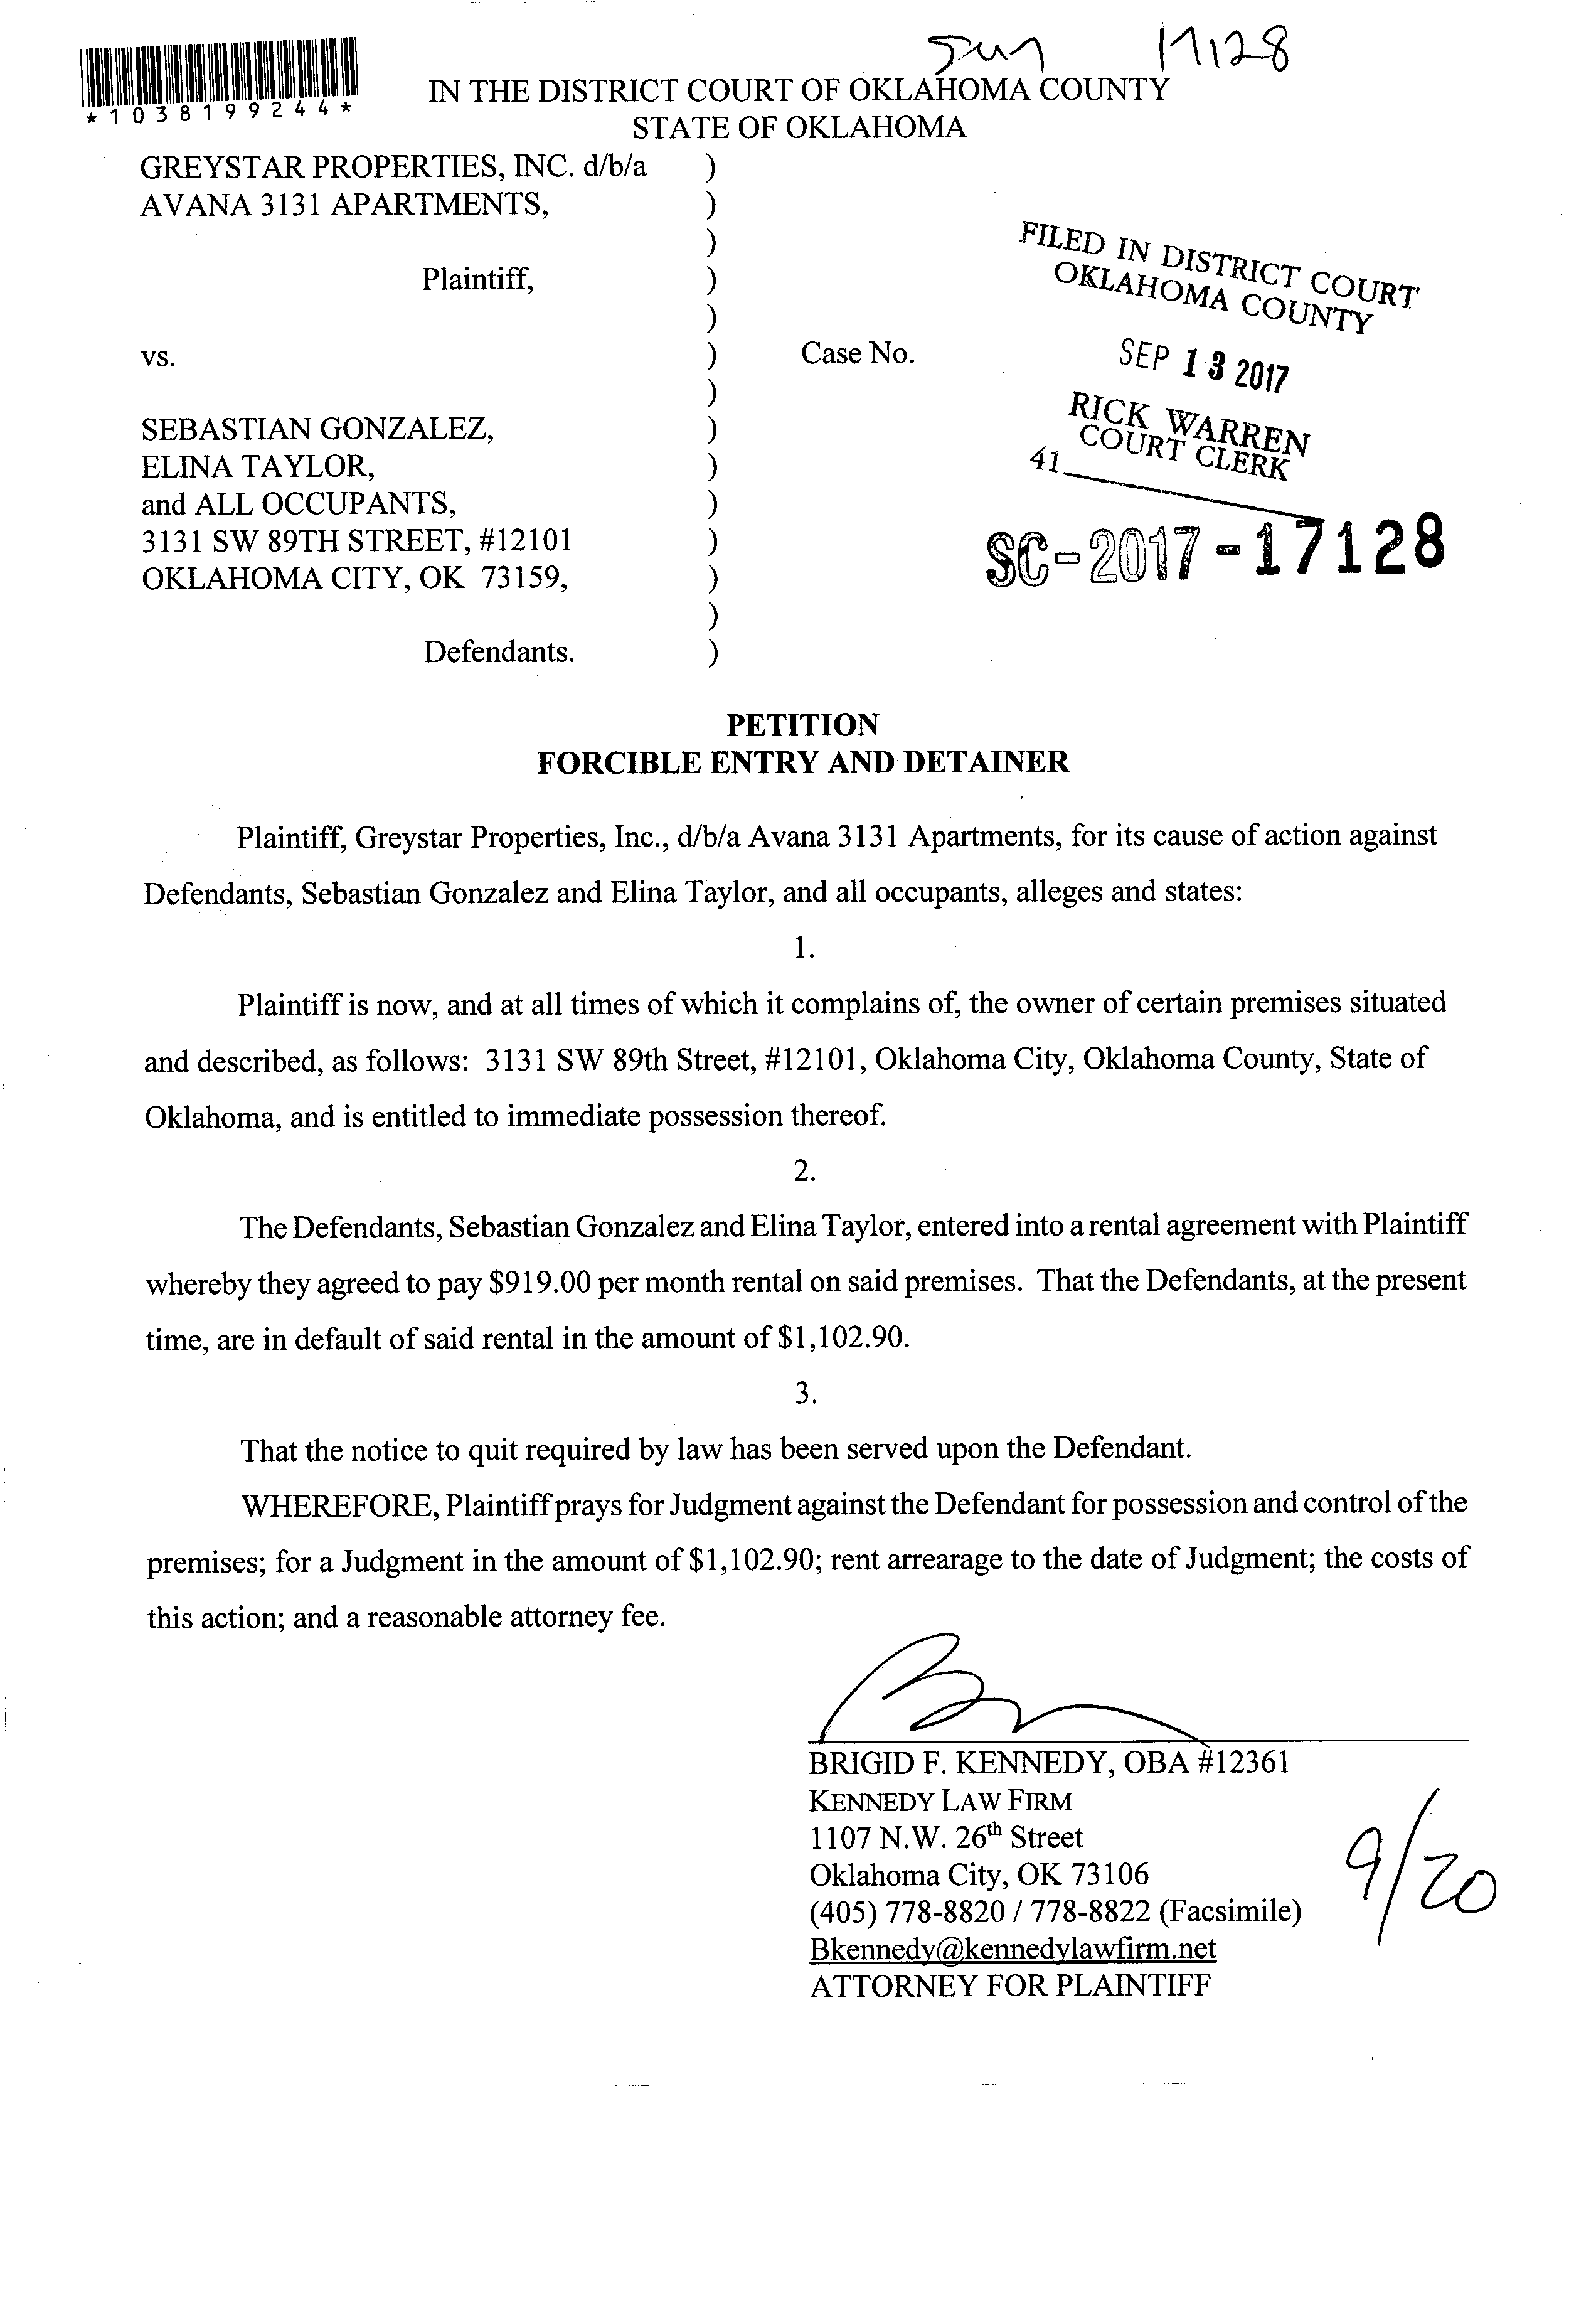 17128
*1038199244*
IN THE DISTRICT COURT OF OKLAHOMA COUNTY
STATE OF OKLAHOMA
GREYSTAR PROPERTIES, INC. d/b/a )
AVANA 3131 APARTMENTS, )
)
Plaintiff, )
)
vs. ) Case No.
)
SEBASTIAN GONZALEZ, )
ELINA TAYLOR, )
and ALL OCCUPANTS, )
3131 SW 89TH STREET, #12101 )
OKLAHOMA CITY, OK 73159, )
)
Defendants. )
FILED IN DISTRICT COURT
OKLAHOMA COUNTY
SEP 13 2017
RICK WARREN
COURT CLERK
41
SC-2017-17128
PETITION
FORCIBLE ENTRY AND DETAINER
Plaintiff, Greystar Properties, Inc., d/b/a Avana 3131 Apartments, for its cause of action against
Defendants, Sebastian Gonzalez and Elina Taylor, and all occupants, alleges and states:
1.
Plaintiff is now, and at all times of which it complains of, the owner of certain premises situated
and described, as follows: 3131 SW 89th Street, #12101, Oklahoma City, Oklahoma County, State of
Oklahoma, and is entitled to immediate possession thereof.
2.
The Defendants, Sebastian Gonzalez and Elina Taylor, entered into a rental agreement with Plaintiff
whereby they agreed to pay $919.00 per month rental on said premises. That the Defendants, at the present
time, are in default of said rental in the amount of $1,102.90.
3.
That the notice to quit required by law has been served upon the Defendant.
WHEREFORE, Plaintiff prays for Judgment against the Defendant for possession and control of the
premises; for a Judgment in the amount of $1,102.90; rent arrearage to the date of Judgment; the costs of
this action; and a reasonable attorney fee.
BRIGID F. KENNEDY, OBA #12361
KENNEDY LAW FIRM
1107 N.W. 26th Street
Oklahoma City, OK 73106
(405) 778-8820 / 778-8822 (Facsimile)
Bkennedy@kennedylawfirm.net
ATTORNEY FOR PLAINTIFF
9/20